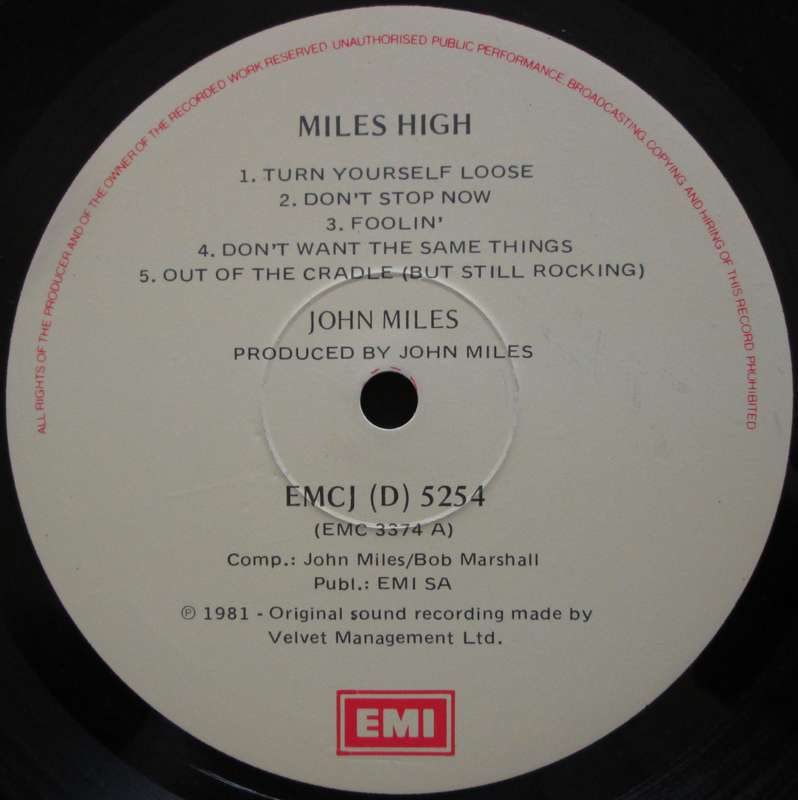 ALL RIGHTS OF THE PRODUCER AND OF THE OWNER OF THE RECORDED WORK RESERVED. UNAUTHORISED PUBLIC PERFORMANCE, BROADCASTING, COPYING AND HIRING OF THIS RECORD PROHIBITED
MILES HIGH
1. TURN YOURSELF LOOSE
2. DON'T STOP NOW
3. FOOLIN'
4. DON'T WANT THE SAME THINGS
5. OUT OF THE CRADLE (BUT STILL ROCKING)
JOHN MILES
PRODUCED BY JOHN MILES
EMCJ (D) 5254
(EMC 3374 A)
Comp.: John Miles/Bob Marshall
Publ.: EMI SA
℗ 1981 - Original sound recording made by
Velvet Management Ltd.
EMI